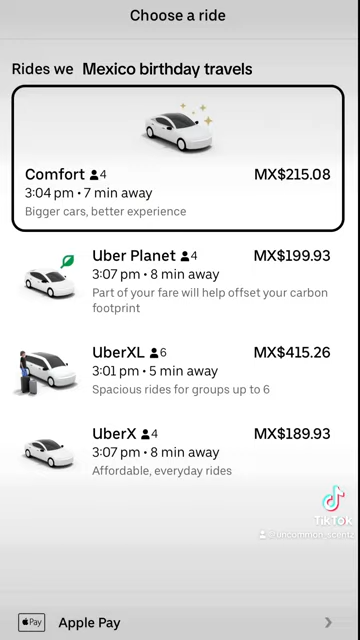 Choose a ride
Rides we Mexico birthday travels
Comfort 4 MX$215.08
3:04 pm • 7 min away
Bigger cars, better experience
Uber Planet 4 MX$199.93
3:07 pm • 8 min away
Part of your fare will help offset your carbon
footprint
UberXL 6 MX$415.26
3:01 pm • 5 min away
Spacious rides for groups up to 6
UberX 4 MX$189.93
3:07 pm • 8 min away
Affordable, everyday rides
TikTok
Pay Apple Pay